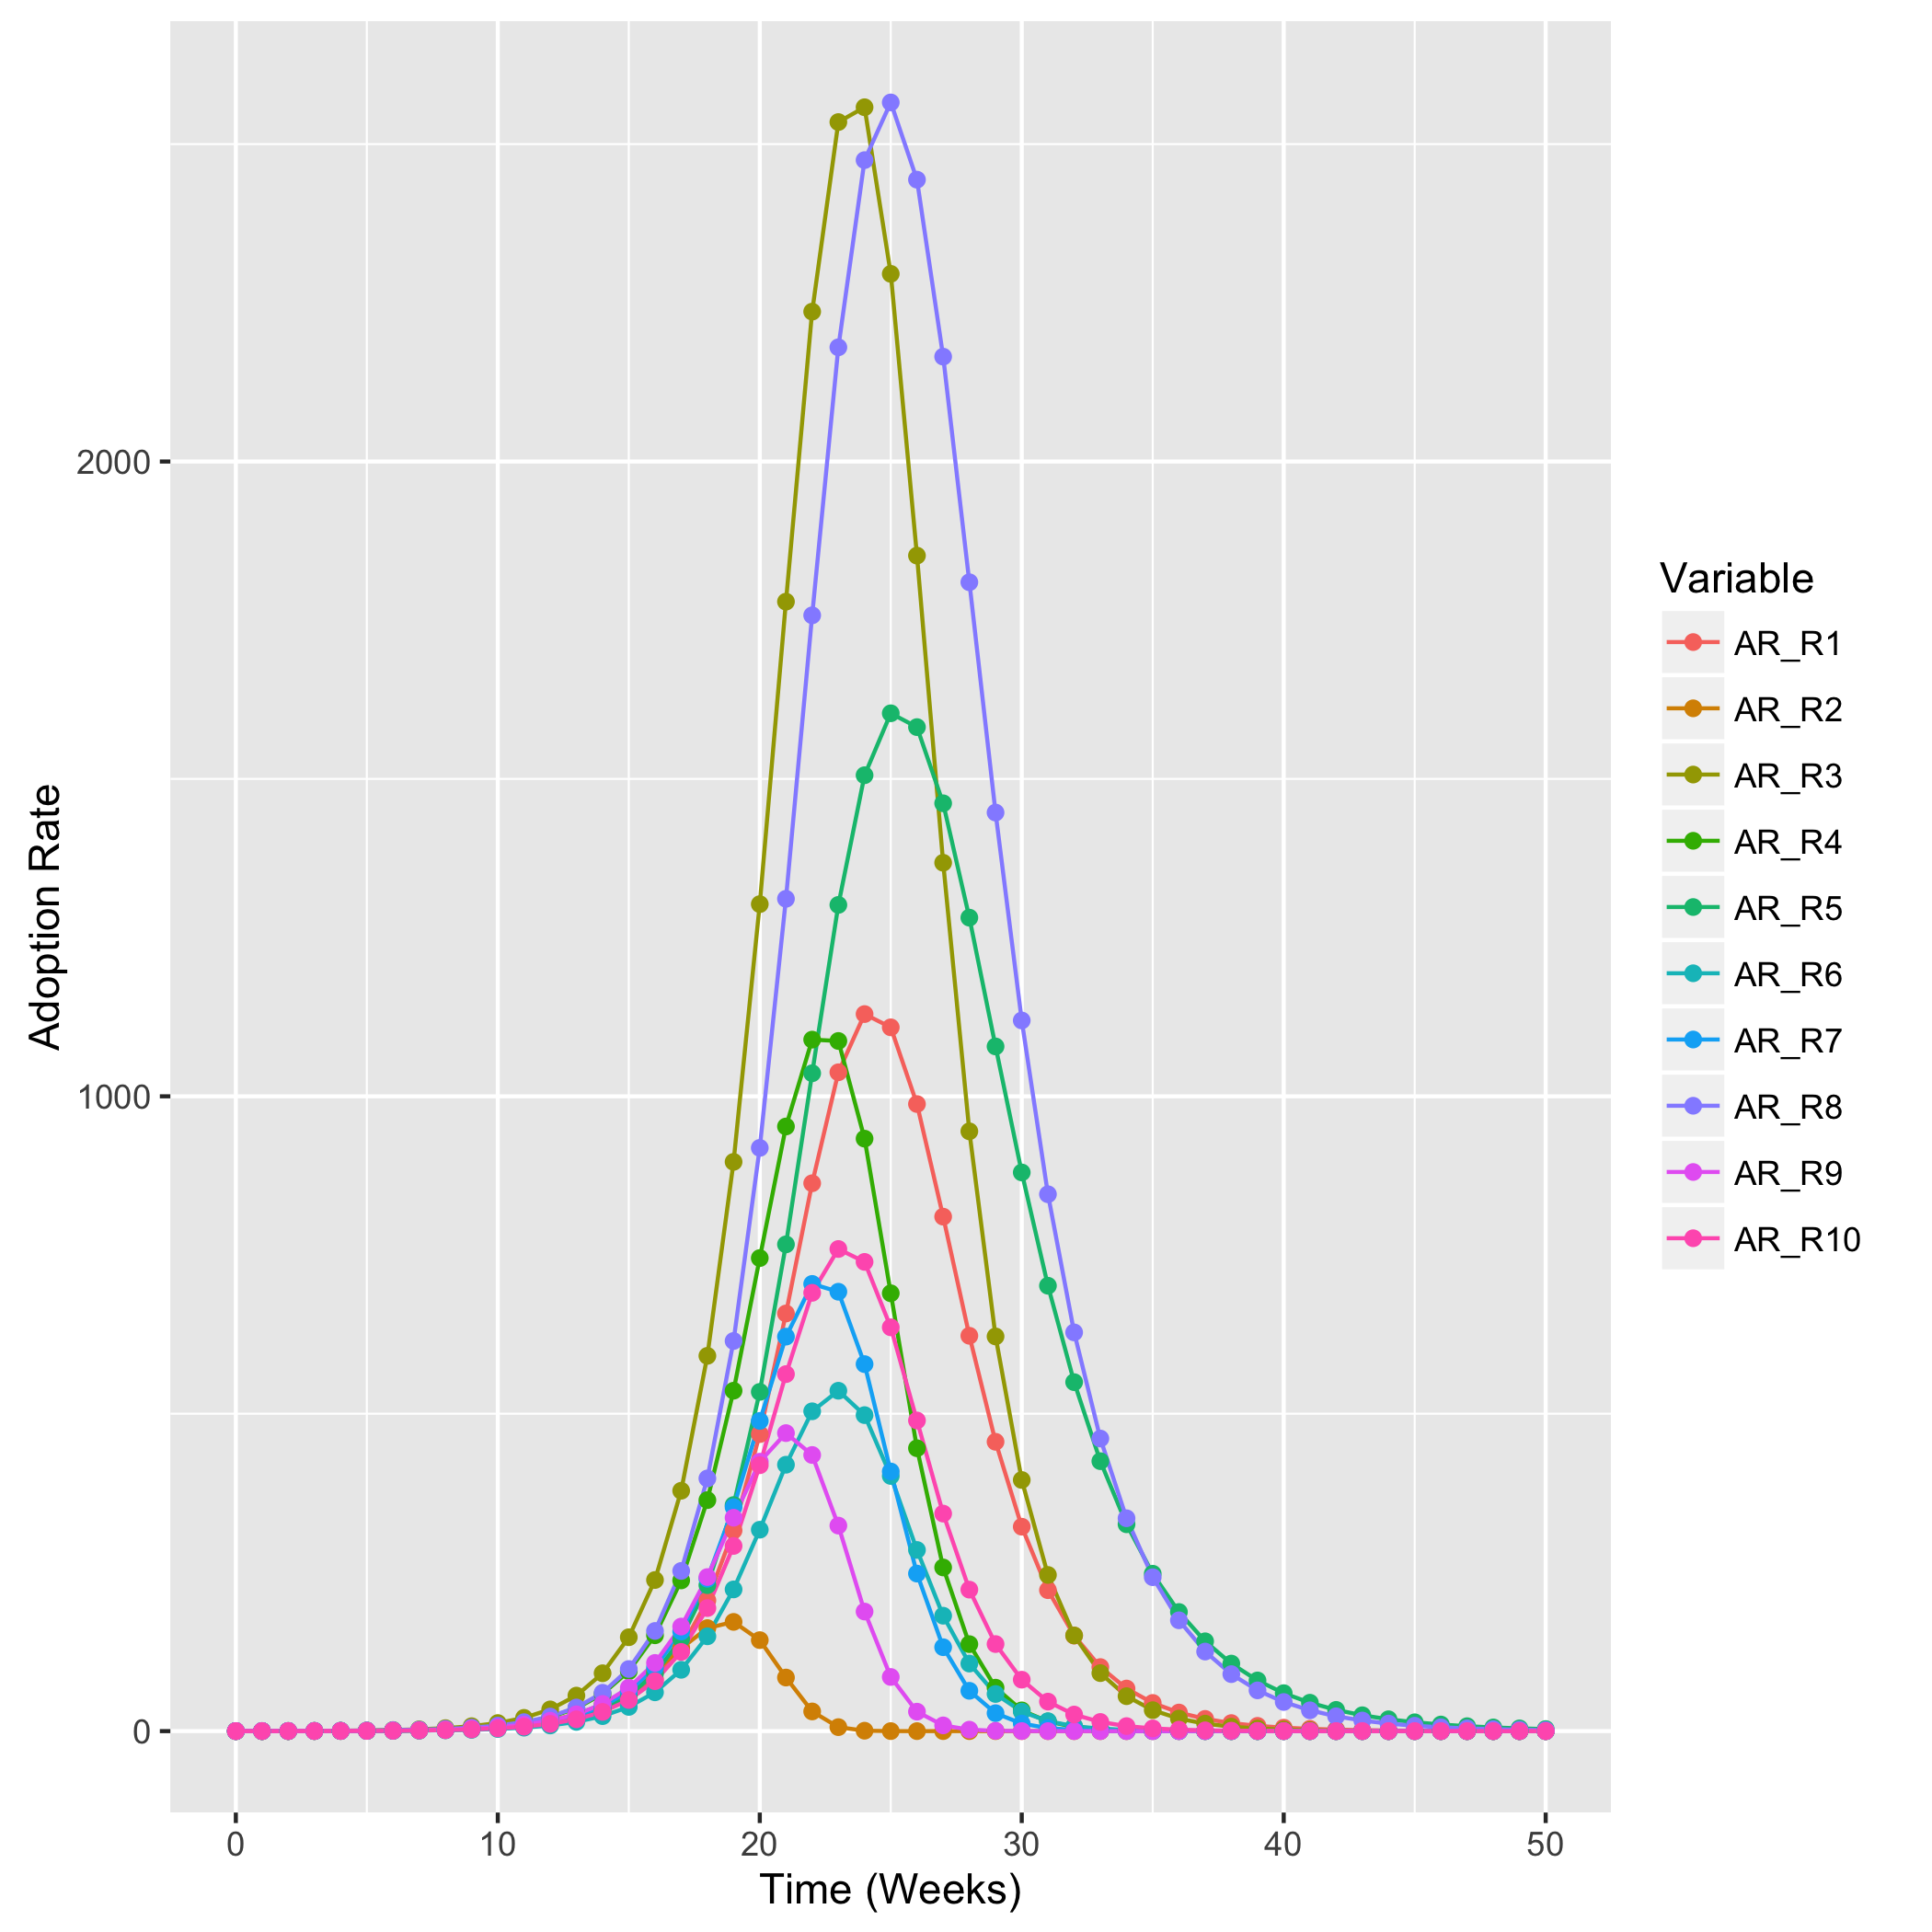 Adoption Rate
2000
1000
0
0 10 20 30 40 50
Time (Weeks)
Variable
AR_R1
AR_R2
AR_R3
AR_R4
AR_R5
AR_R6
AR_R7
AR_R8
AR_R9
AR_R10